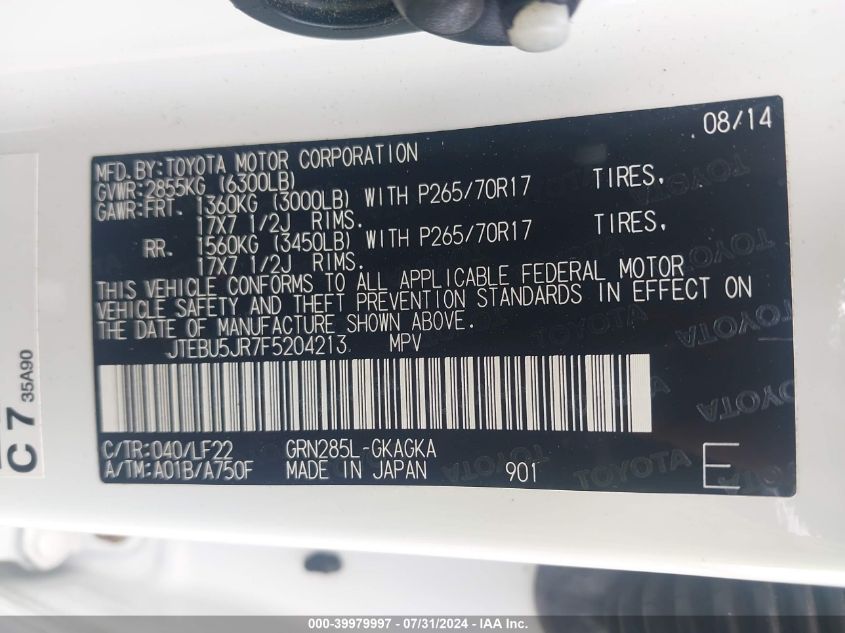 08/14
MFD.BY:TOYOTA MOTOR CORPORATION
GVWR:2855KG (6300LB)
GAWR:FRT. 1360KG (3000LB) WITH P265/70R17 TIRES,
17X7 1/2J RIMS.
RR. 1560KG (3450LB) WITH P265/70R17 TIRES,
17X7 1/2J RIMS.
THIS VEHICLE CONFORMS TO ALL APPLICABLE FEDERAL MOTOR
VEHICLE SAFETY AND THEFT PREVENTION STANDARDS IN EFFECT ON
THE DATE OF MANUFACTURE SHOWN ABOVE.
JTEBU5JR7F5204213 MPV
C/TR:040/LF22 GRN285L-GKAGKA
A/TM:A01B/A750F MADE IN JAPAN 901 E
C 7 35A90
TOYOTA TOYOTA TOYOTA
000-39979997 - 07/31/2024 - IAA Inc.